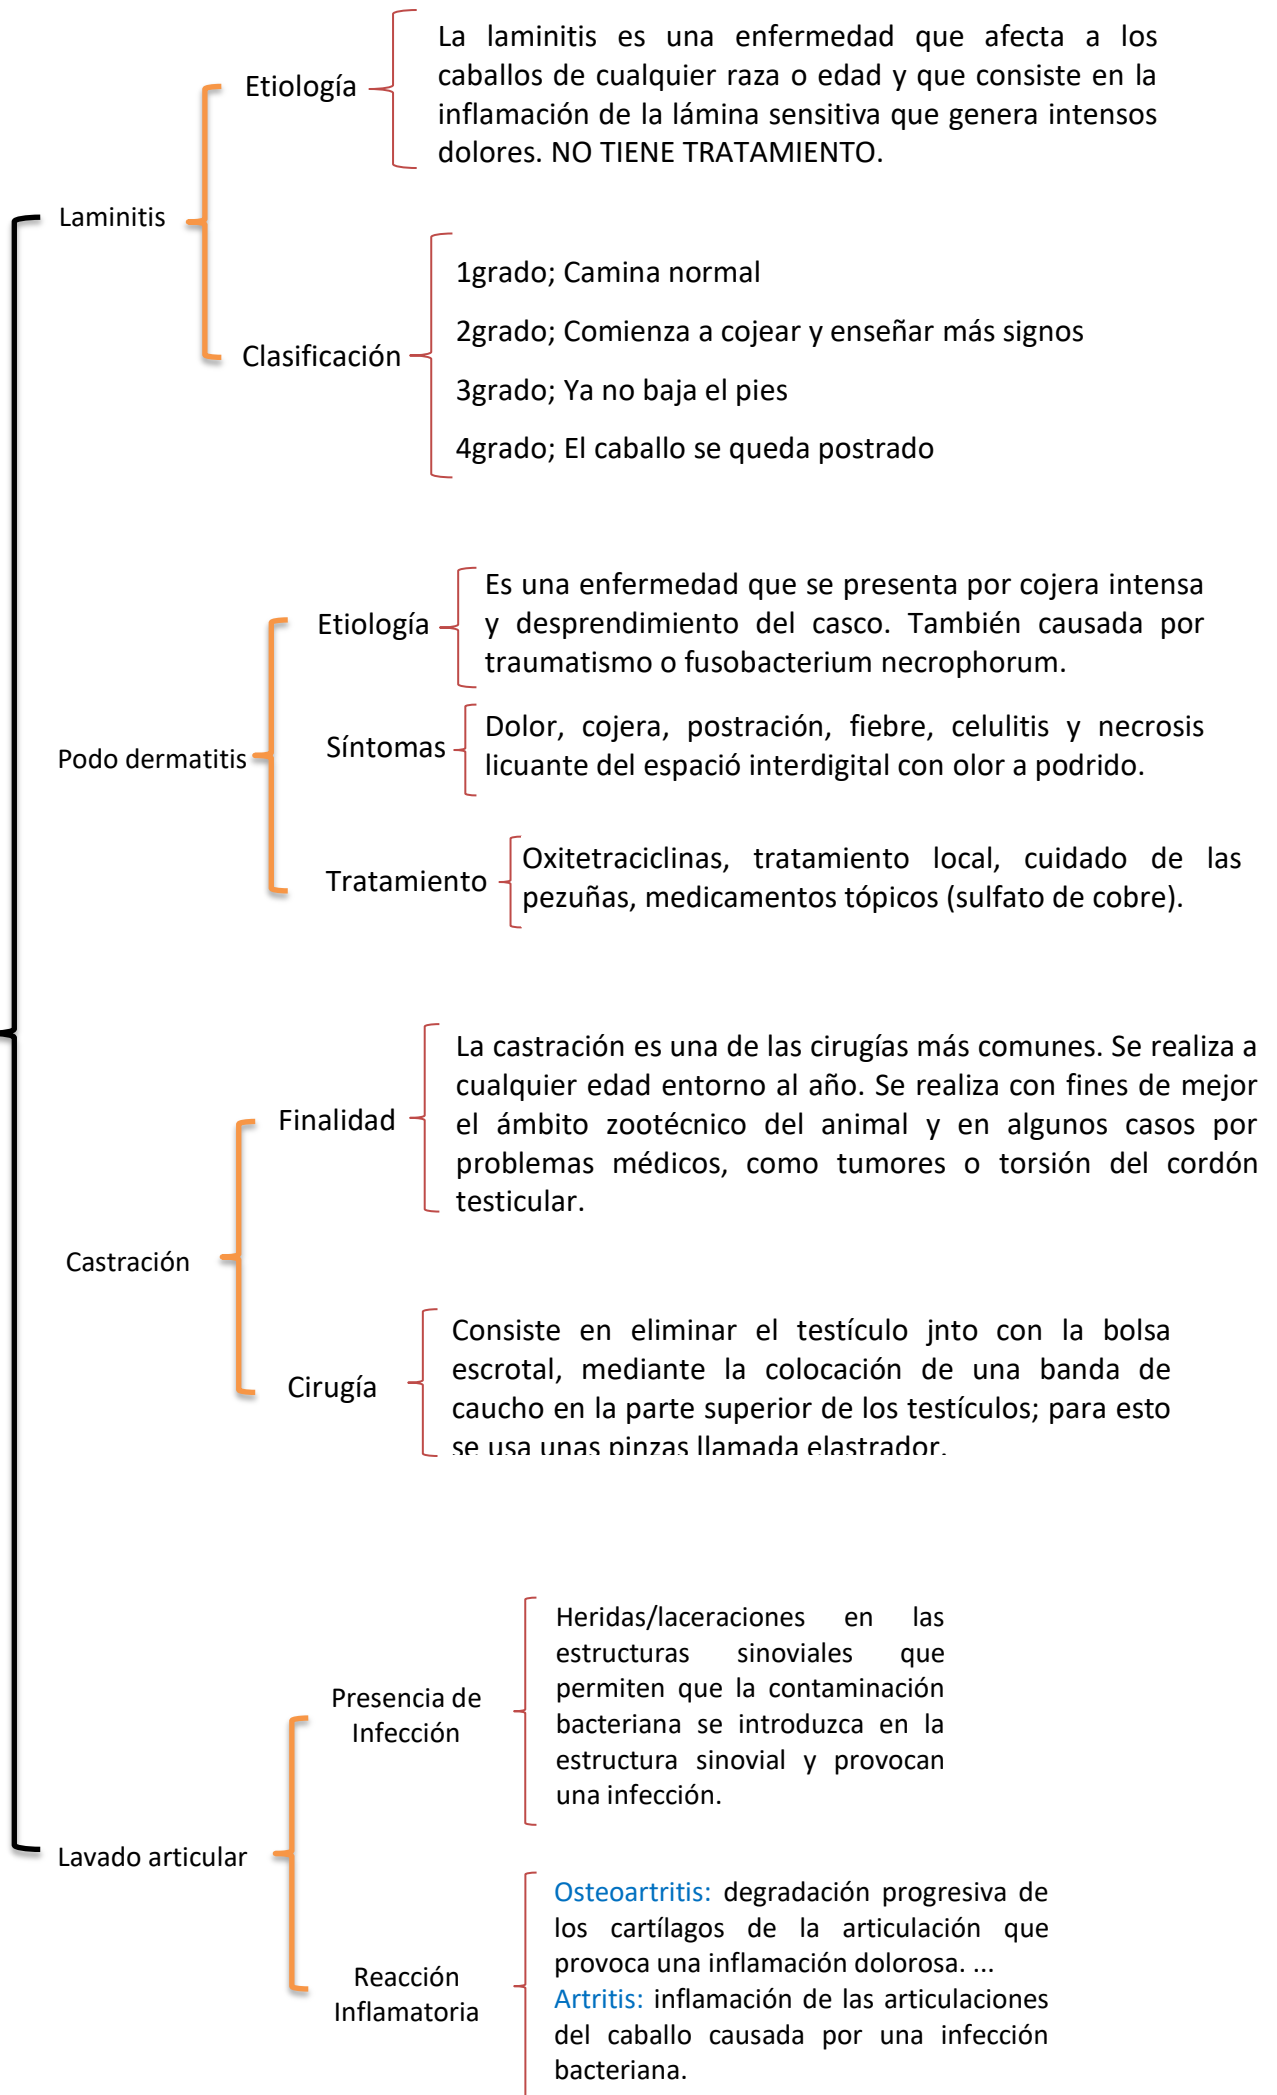 Laminitis
Etiología
La laminitis es una enfermedad que afecta a los
caballos de cualquier raza o edad y que consiste en la
inflamación de la lámina sensitiva que genera intensos
dolores. NO TIENE TRATAMIENTO.
Clasificación
1grado; Camina normal
2grado; Comienza a cojear y enseñar más signos
3grado; Ya no baja el pies
4grado; El caballo se queda postrado
Podo dermatitis
Etiología
Es una enfermedad que se presenta por cojera intensa
y desprendimiento del casco. También causada por
traumatismo o fusobacterium necrophorum.
Síntomas
Dolor, cojera, postración, fiebre, celulitis y necrosis
licuante del espació interdigital con olor a podrido.
Tratamiento
Oxitetraciclinas, tratamiento local, cuidado de las
pezuñas, medicamentos tópicos (sulfato de cobre).
Castración
Finalidad
La castración es una de las cirugías más comunes. Se realiza a
cualquier edad entorno al año. Se realiza con fines de mejor
el ámbito zootécnico del animal y en algunos casos por
problemas médicos, como tumores o torsión del cordón
testicular.
Cirugía
Consiste en eliminar el testículo jnto con la bolsa
escrotal, mediante la colocación de una banda de
caucho en la parte superior de los testículos; para esto
se usa unas pinzas llamada elastrador.
Lavado articular
Presencia de
Infección
Heridas/laceraciones en las
estructuras sinoviales que
permiten que la contaminación
bacteriana se introduzca en la
estructura sinovial y provocan
una infección.
Reacción
Inflamatoria
Osteoartritis: degradación progresiva de
los cartílagos de la articulación que
provoca una inflamación dolorosa. ...
Artritis: inflamación de las articulaciones
del caballo causada por una infección
bacteriana.